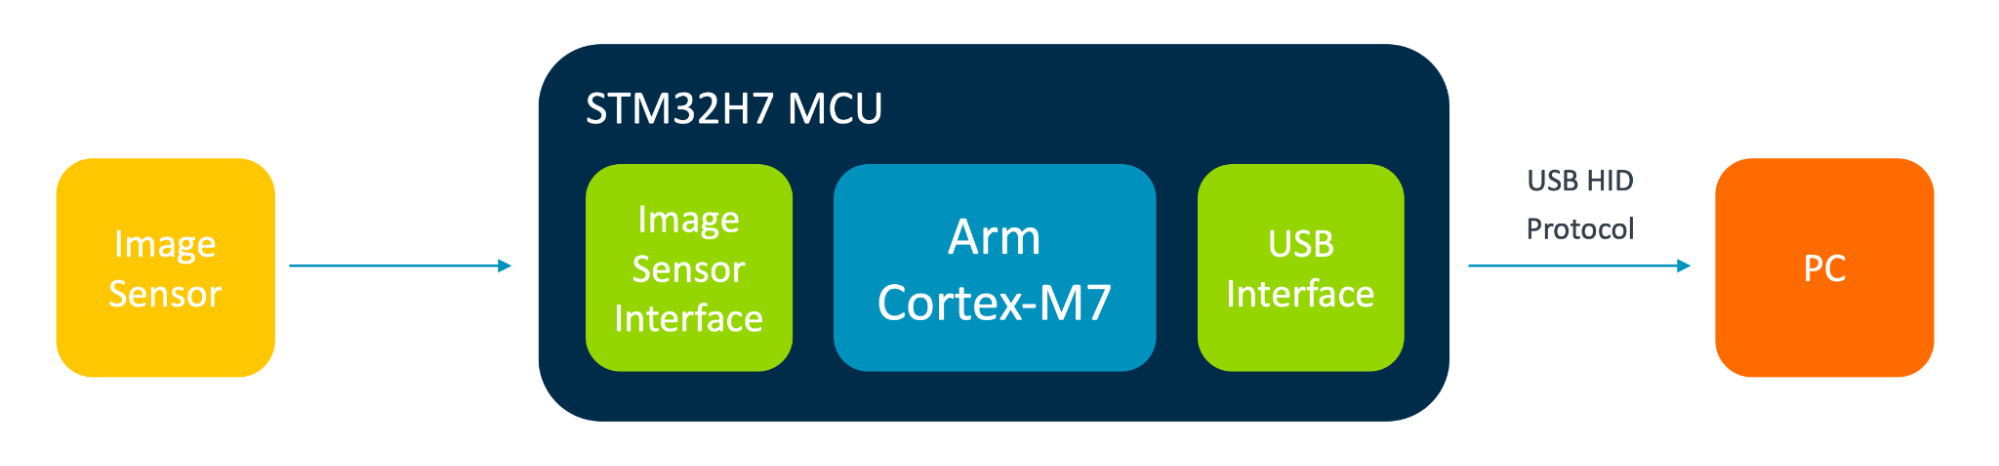 Image
Sensor
STM32H7 MCU
Image
Sensor
Interface
Arm
Cortex-M7
USB
Interface
USB HID
Protocol
PC